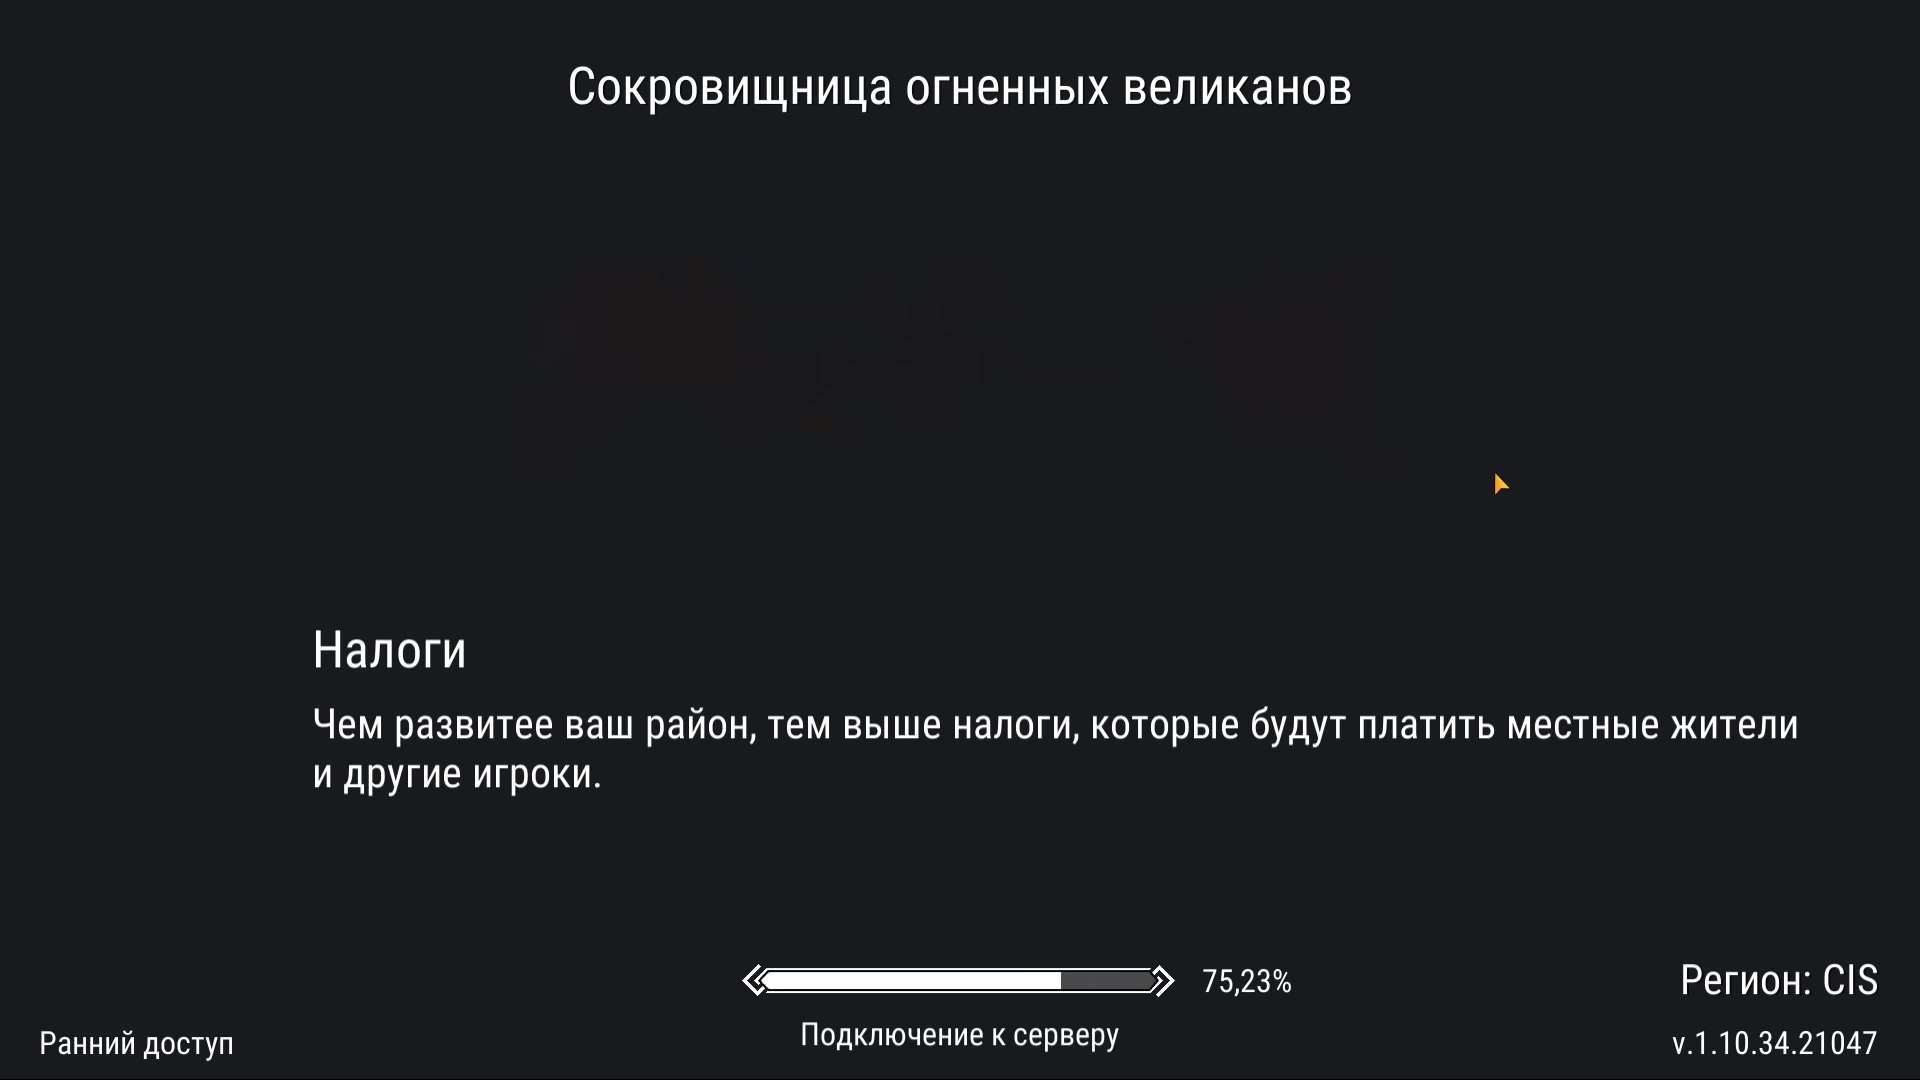 Сокровищница огненных великанов
Налоги
Чем развитее ваш район, тем выше налоги, которые будут платить местные жители
и другие игроки.
75,23%
Подключение к серверу
Регион: CIS
Ранний доступ
v.1.10.34.21047